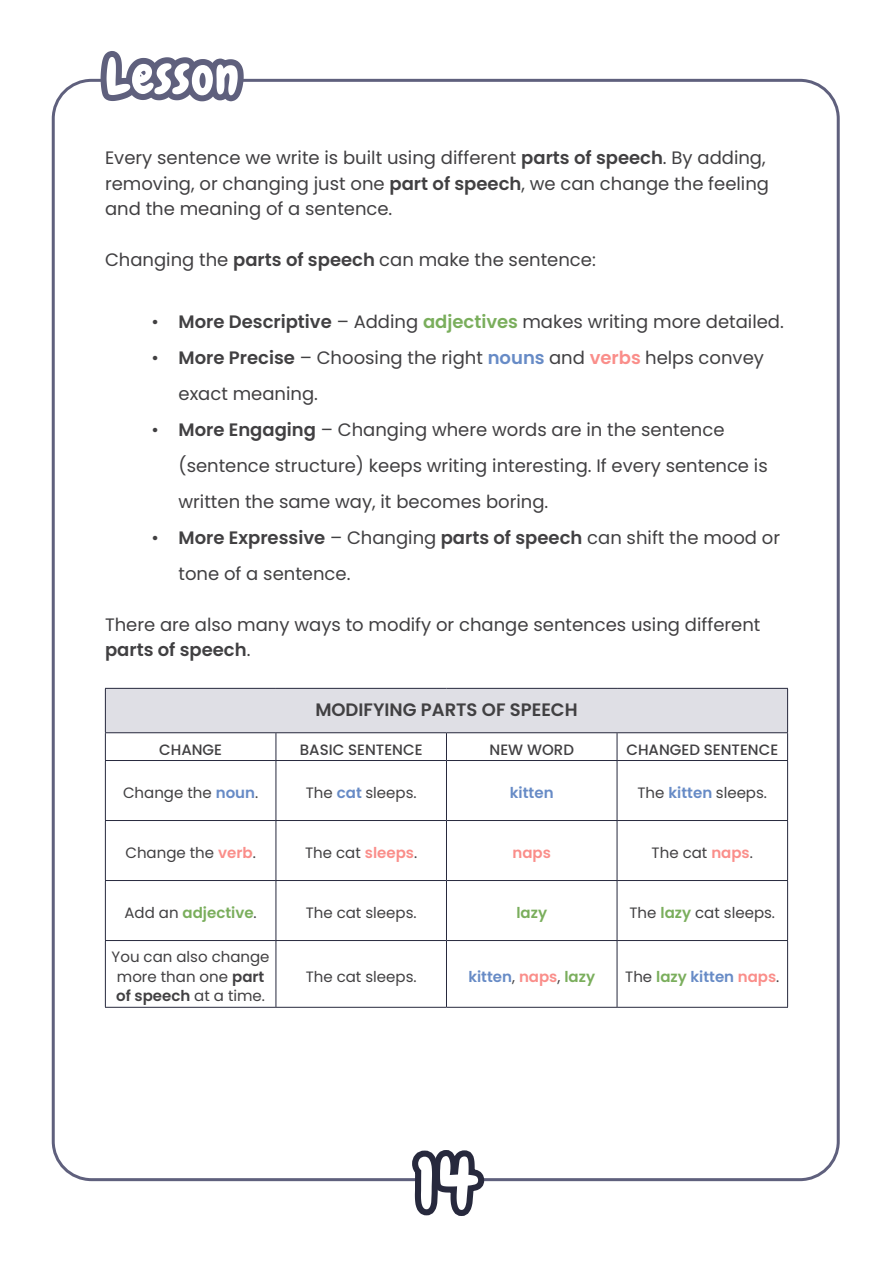 Lesson
Every sentence we write is built using different parts of speech. By adding,
removing, or changing just one part of speech, we can change the feeling
and the meaning of a sentence.
Changing the parts of speech can make the sentence:
• More Descriptive – Adding adjectives makes writing more detailed.
• More Precise – Choosing the right nouns and verbs helps convey
exact meaning.
• More Engaging – Changing where words are in the sentence
(sentence structure) keeps writing interesting. If every sentence is
written the same way, it becomes boring.
• More Expressive – Changing parts of speech can shift the mood or
tone of a sentence.
There are also many ways to modify or change sentences using different
parts of speech.
MODIFYING PARTS OF SPEECH
CHANGE BASIC SENTENCE NEW WORD CHANGED SENTENCE
Change the noun. The cat sleeps. kitten The kitten sleeps.
Change the verb. The cat sleeps. naps The cat naps.
Add an adjective. The cat sleeps. lazy The lazy cat sleeps.
You can also change
more than one part
of speech at a time.
The cat sleeps. kitten, naps, lazy The lazy kitten naps.
14